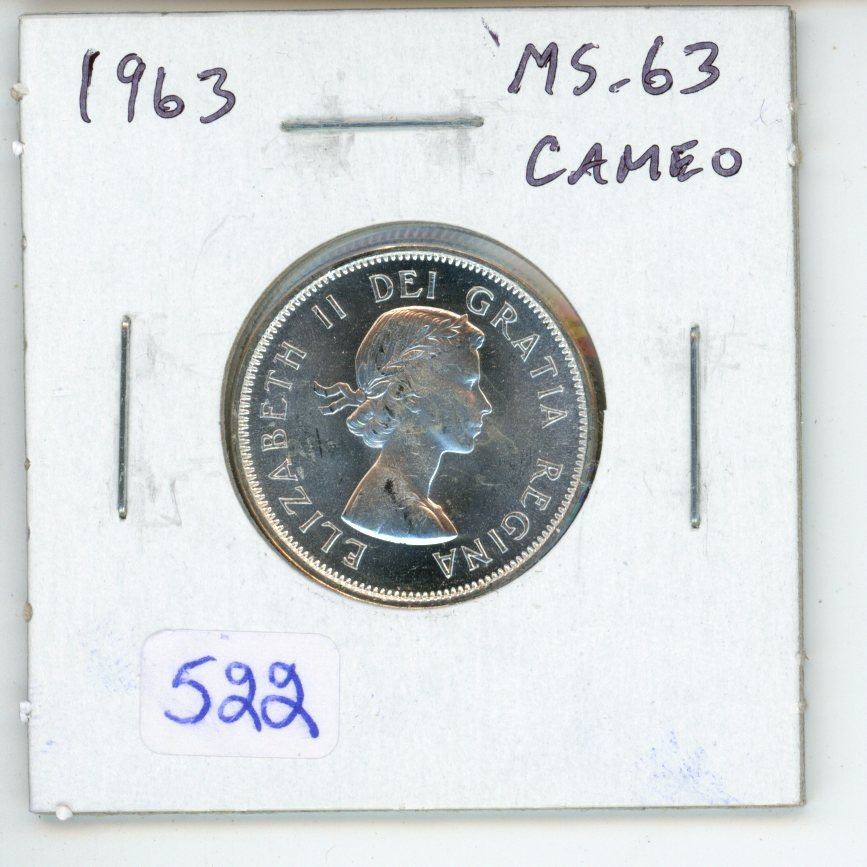 1963
MS-63
CAMEO
ELIZABETH II DEI GRATIA REGINA
522